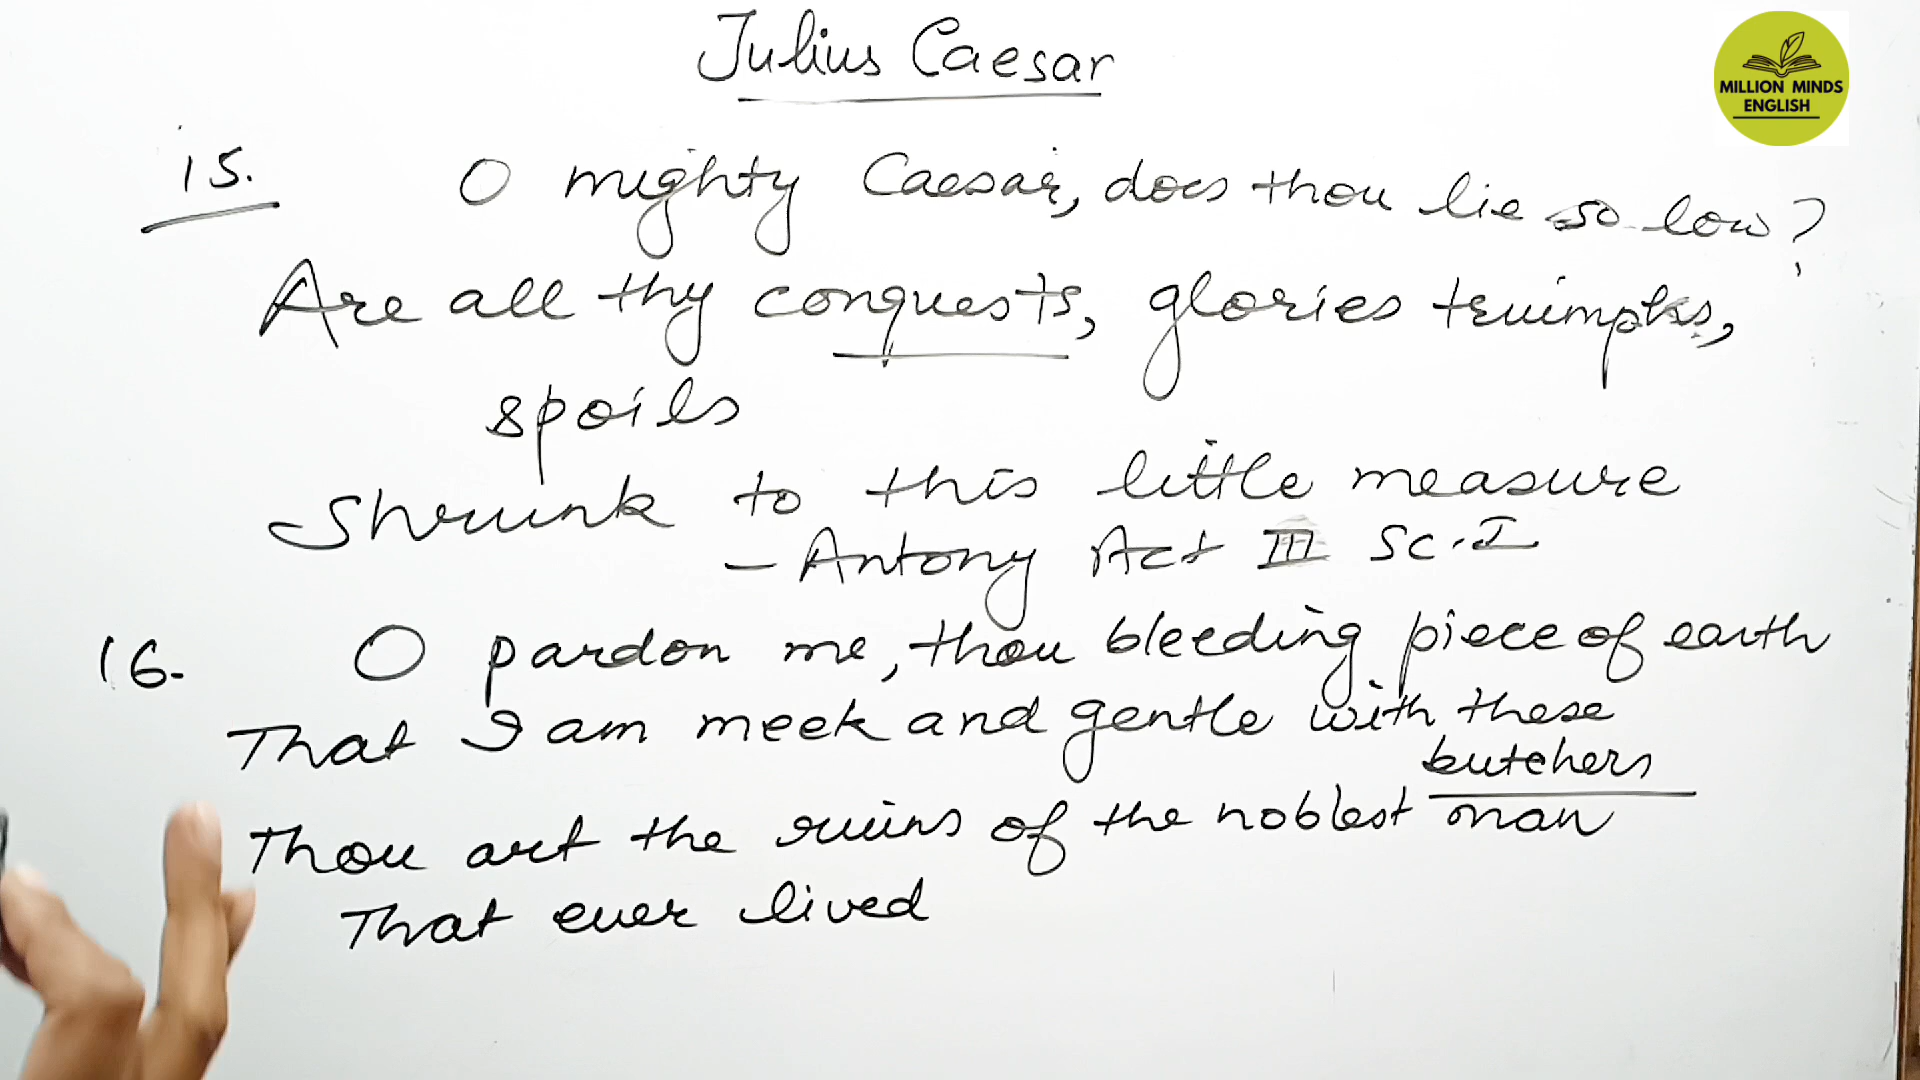 Julius Caesar
MILLION MINDS
ENGLISH
15. O mighty Caesar, does thou lie so low?
Are all thy conquests, glories truimphs,
spoils
Shrunk to this little measure
- Antony Act III Sc. I
16. O pardon me, thou bleeding piece of earth
That I am meek and gentle with these
butchers
Thou art the ruins of the noblest man
That ever lived